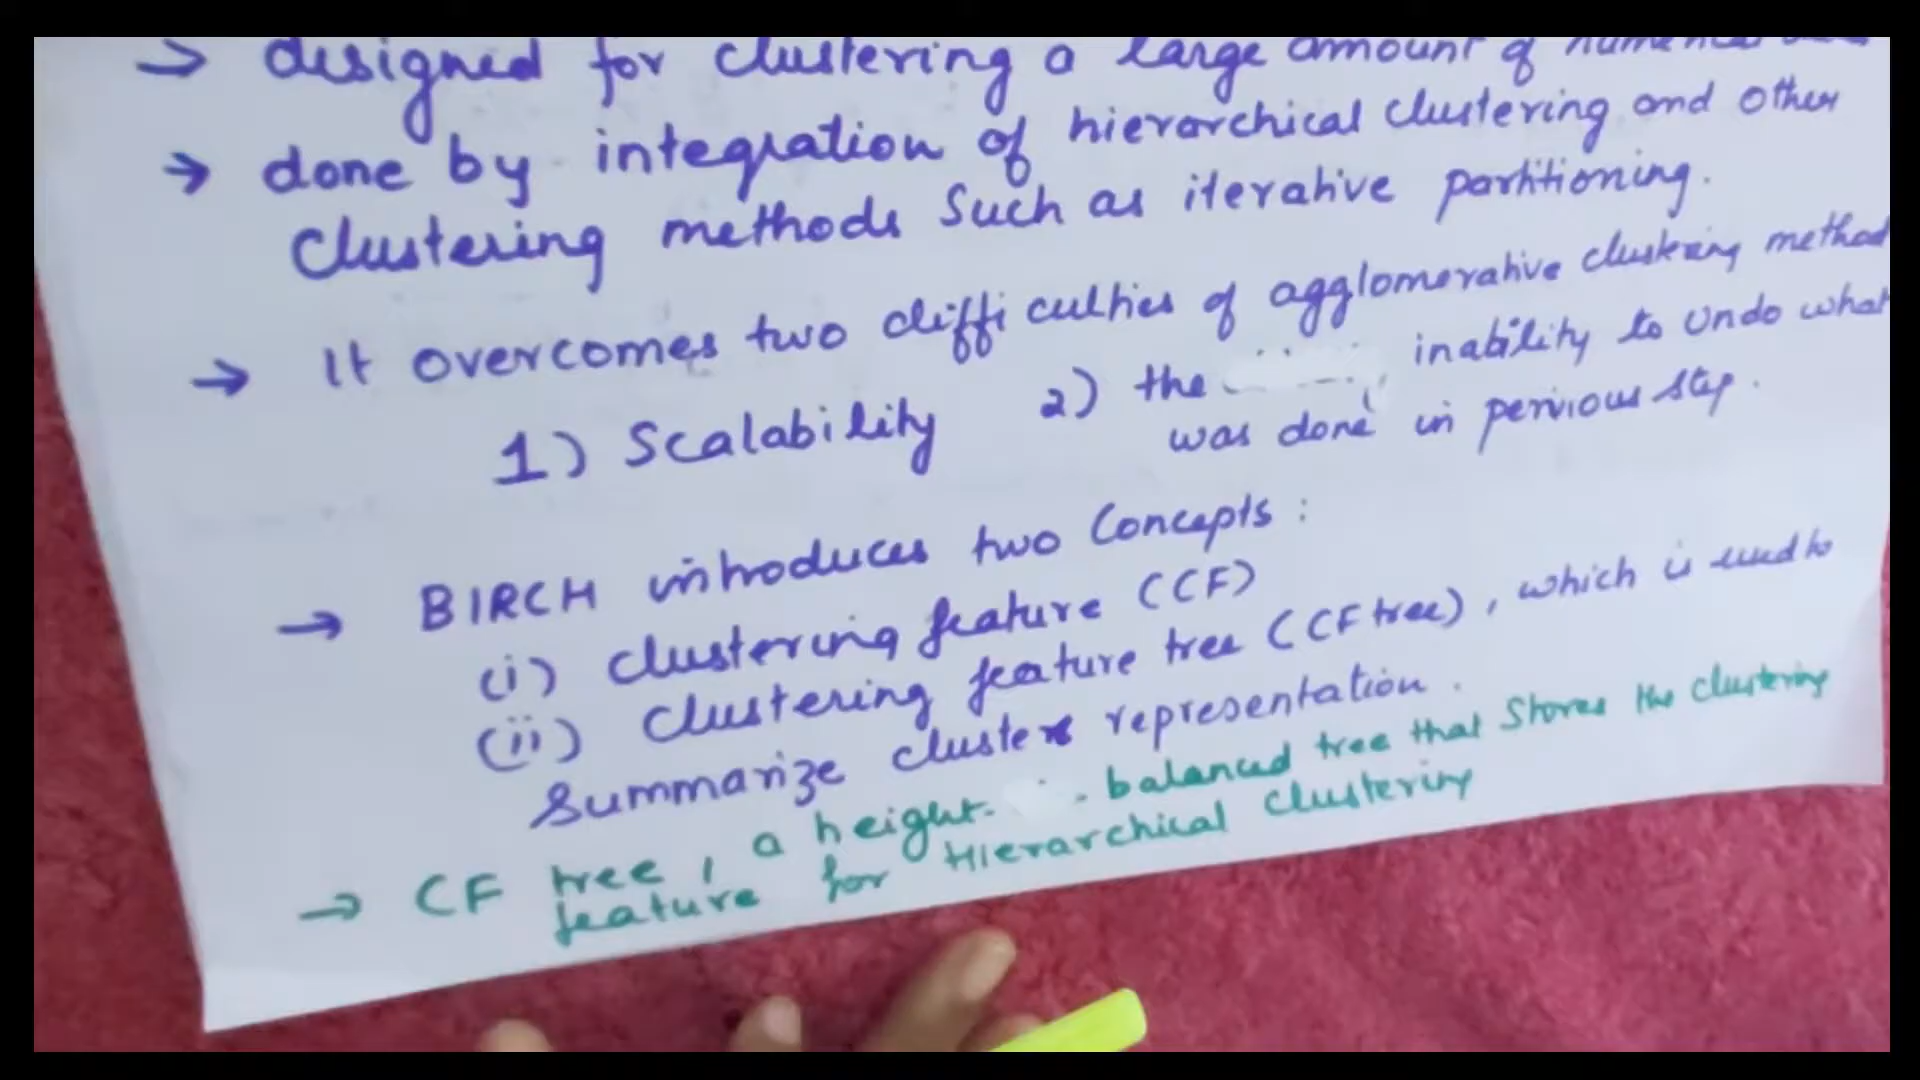 → designed for clustering a large amount of numerical
→ done by integration of hierarchical clustering and other
clustering methods such as iterative partitioning.
→ It overcomes two difficulties of agglomerative clustering method
1) Scalability 2) the inability to undo what
was done in pervious step.
→ BIRCH introduces two concepts :
(i) clustering feature (CF)
(ii) clustering feature tree (CF tree), which is used to
Summarize cluster representation.
→ CF tree, a height- balanced tree that Stores the clustering
feature for Hierarchical clustering